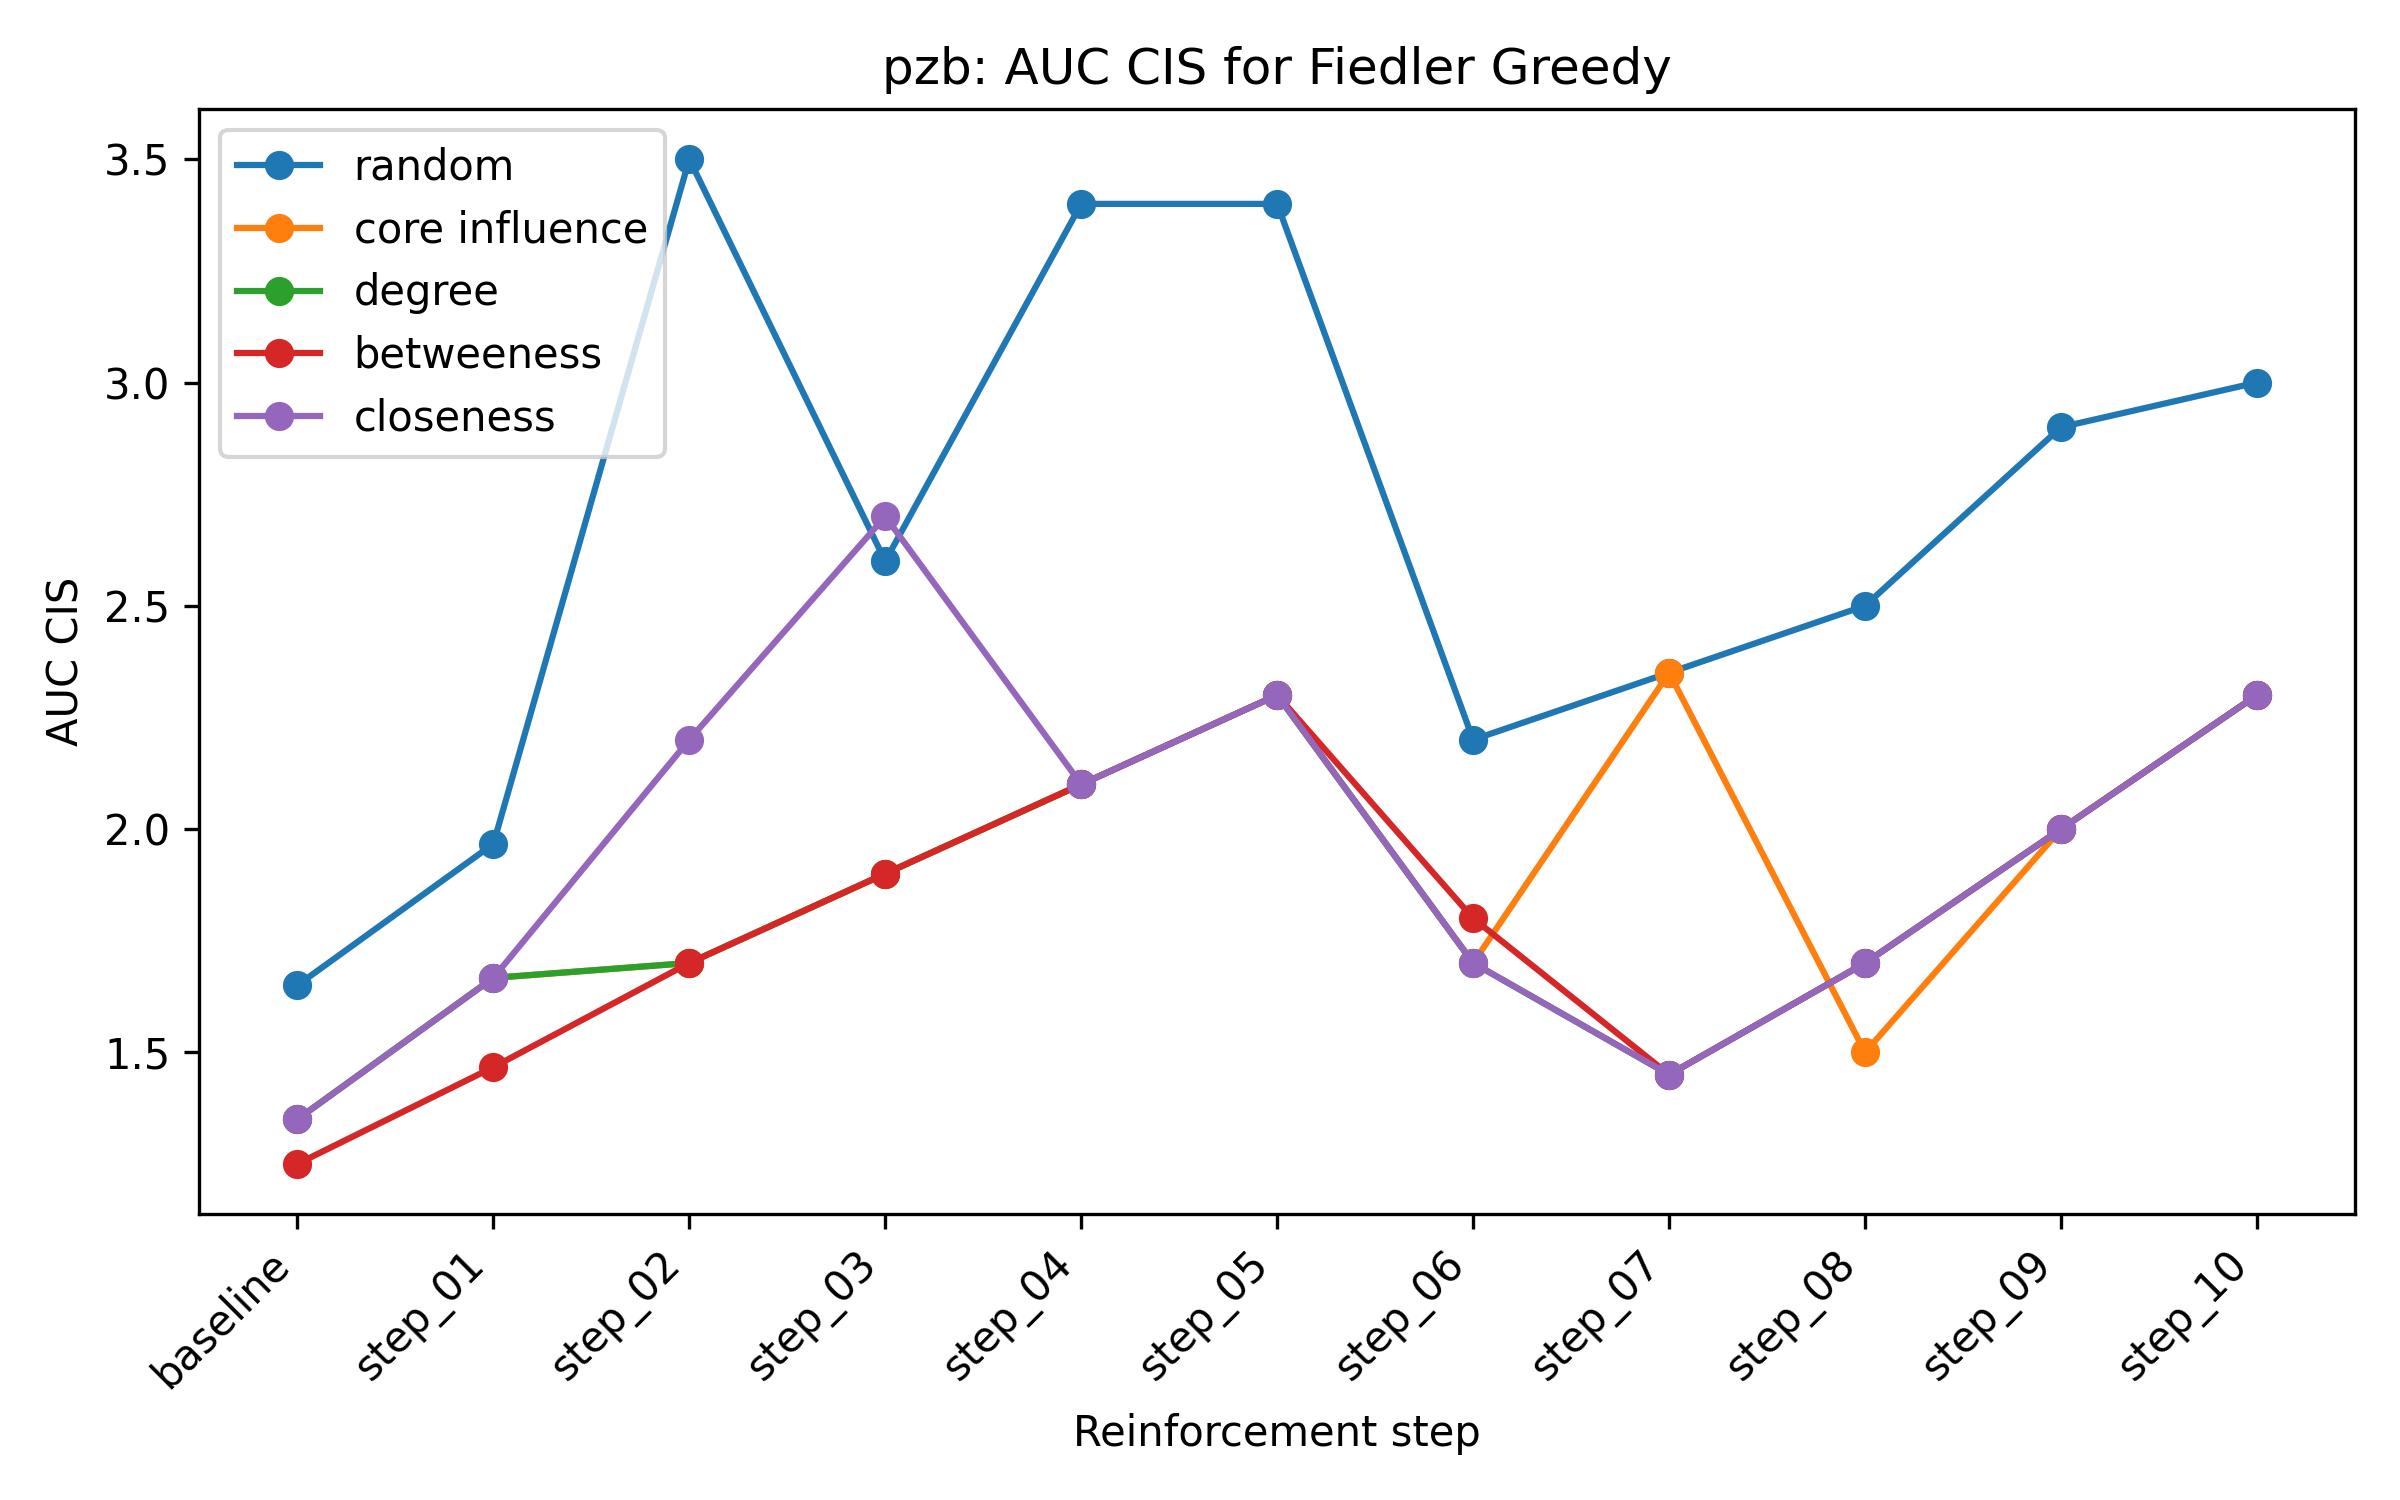 pzb: AUC CIS for Fiedler Greedy
random
core influence
degree
betweeness
closeness
AUC CIS
3.5
3.0
2.5
2.0
1.5
baseline
step_01
step_02
step_03
step_04
step_05
step_06
step_07
step_08
step_09
step_10
Reinforcement step